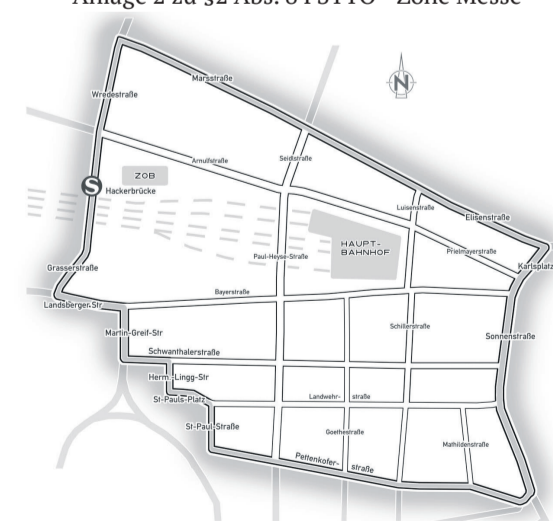 Anlage 2 zu §2 Abs. 8 PSTTO - Zone Messe
N
Marsstraße
Wredestraße
Arnulfstraße
Seidlstraße
ZOB
S
Hackerbrücke
Luisenstraße
Elisenstraße
HAUPT-
BAHNHOF
Prielmayerstraße
Paul-Heyse-Straße
Karlsplatz
Grasserstraße
Bayerstraße
Landsberger Str
Martin-Greif-Str
Schillerstraße
Sonnenstraße
Schwanthalerstraße
Herm.-Lingg-Str
St-Pauls-Platz
Landwehr- straße
St-Paul-Straße
Goethestraße
Mathildenstraße
Pettenkofer- straße